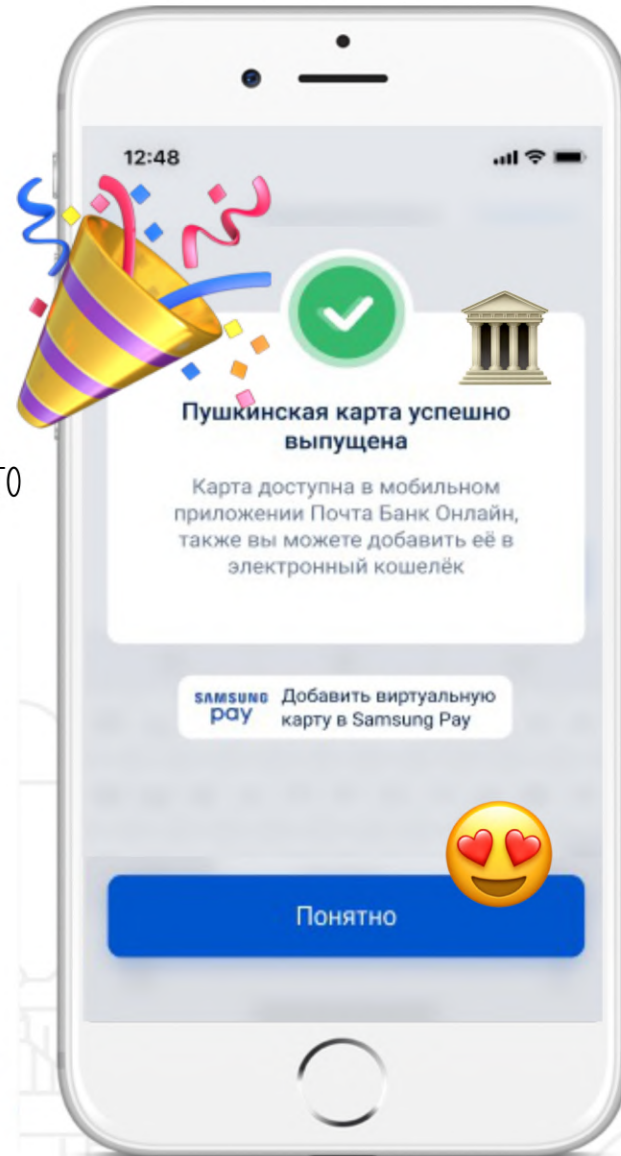 12:48
Пушкинская карта успешно
выпущена
Карта доступна в мобильном
приложении Почта Банк Онлайн,
также вы можете добавить её в
электронный кошелёк
SAMSUNG
pay
Добавить виртуальную
карту в Samsung Pay
Понятно